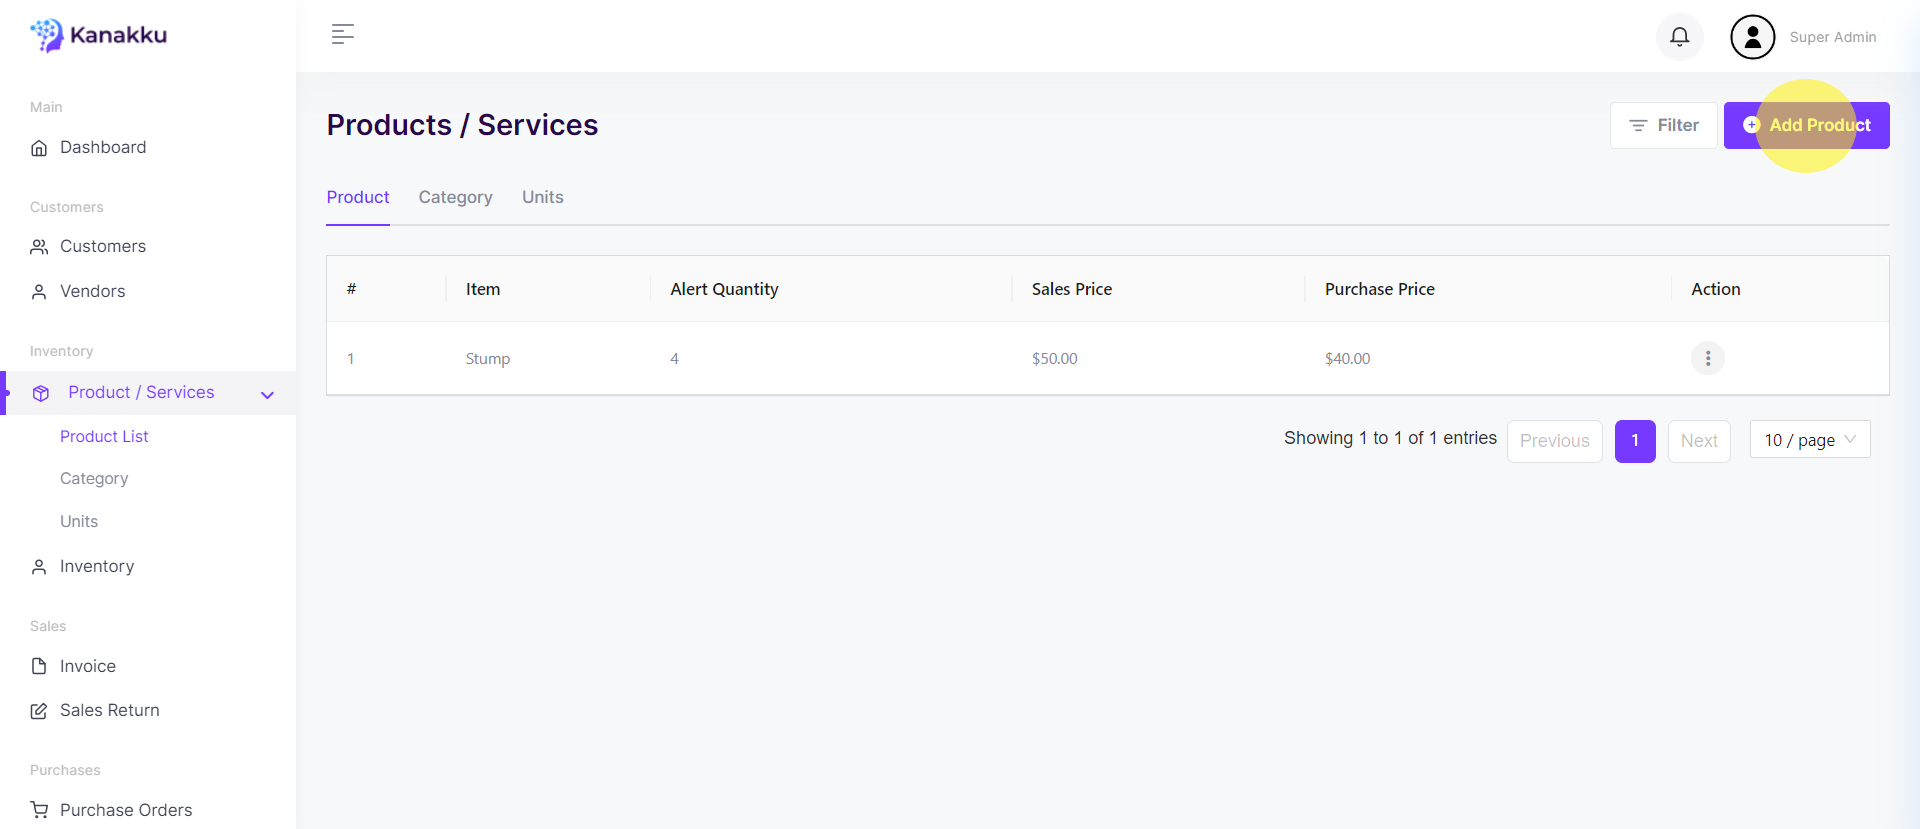 Kanakku
Super Admin
Main
Dashboard
Customers
Customers
Vendors
Inventory
Product / Services
Product List
Category
Units
Inventory
Sales
Invoice
Sales Return
Purchases
Purchase Orders
Products / Services
Filter
Add Product
Product Category Units
# Item Alert Quantity Sales Price Purchase Price Action
1 Stump 4 $50.00 $40.00
Showing 1 to 1 of 1 entries Previous 1 Next 10 / page